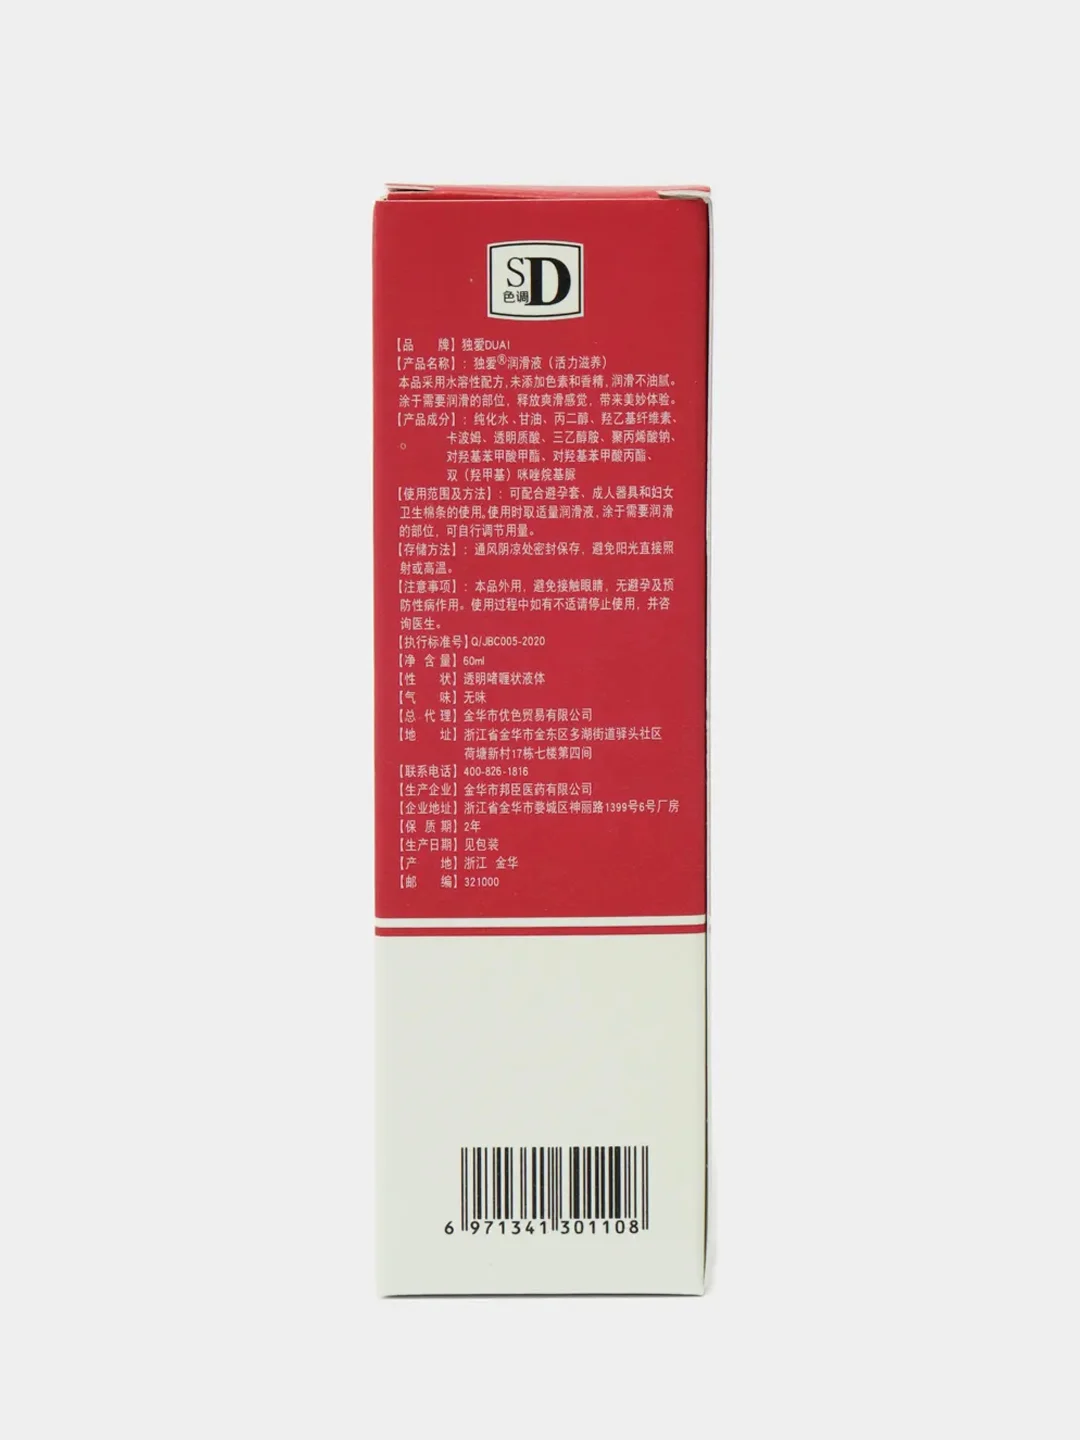 SD
色调
【品　　牌】独爱DUAI
【产品名称】：独爱®润滑液（活力滋养）
本品采用水溶性配方,未添加色素和香精,润滑不油腻。
涂于需要润滑的部位，释放爽滑感觉，带来美妙体验。
【产品成分】：纯化水、甘油、丙二醇、羟乙基纤维素、
卡波姆、透明质酸、三乙醇胺、聚丙烯酸钠、
对羟基苯甲酸甲酯、对羟基苯甲酸丙酯、
双（羟甲基）咪唑烷基脲
【使用范围及方法】：可配合避孕套、成人器具和妇女
卫生棉条的使用。使用时取适量润滑液,涂于需要润滑
的部位，可自行调节用量。
【存储方法】：通风阴凉处密封保存，避免阳光直接照
射或高温。
【注意事项】：本品外用，避免接触眼睛，无避孕及预
防性病作用。使用过程中如有不适请停止使用，并咨
询医生。
【执行标准号】Q/JBC005-2020
【净 含 量】60ml
【性　　状】透明啫喱状液体
【气　　味】无味
【总 代 理】金华市优色贸易有限公司
【地　　址】浙江省金华市金东区多湖街道驿头社区
荷塘新村17栋七楼第四间
【联系电话】400-826-1816
【生产企业】金华市邦臣医药有限公司
【企业地址】浙江省金华市婺城区神丽路1399号6号厂房
【保 质 期】2年
【生产日期】见包装
【产　　地】浙江 金华
【邮　　编】321000
6 971341 301108